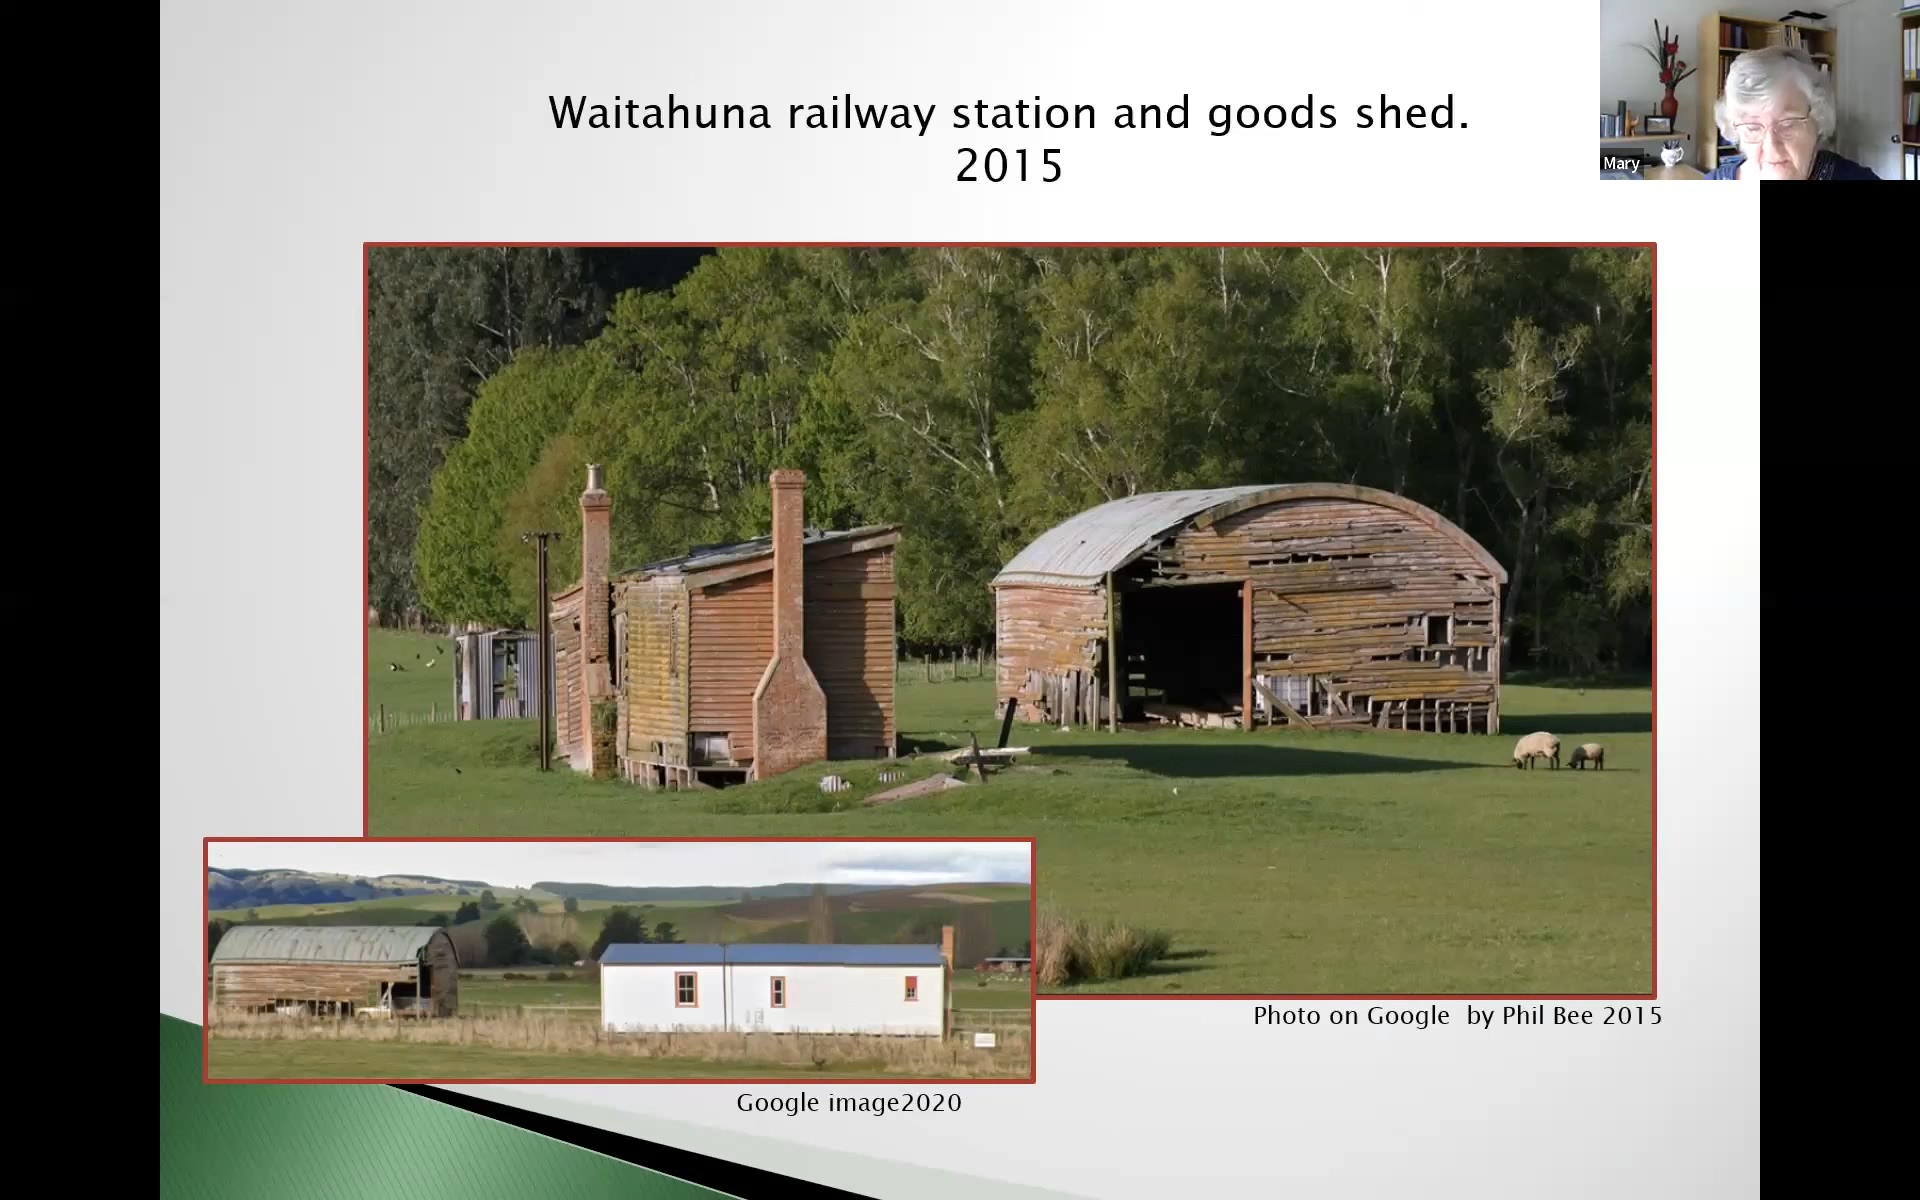 Waitahuna railway station and goods shed.
2015
Mary
Photo on Google by Phil Bee 2015
Google image2020